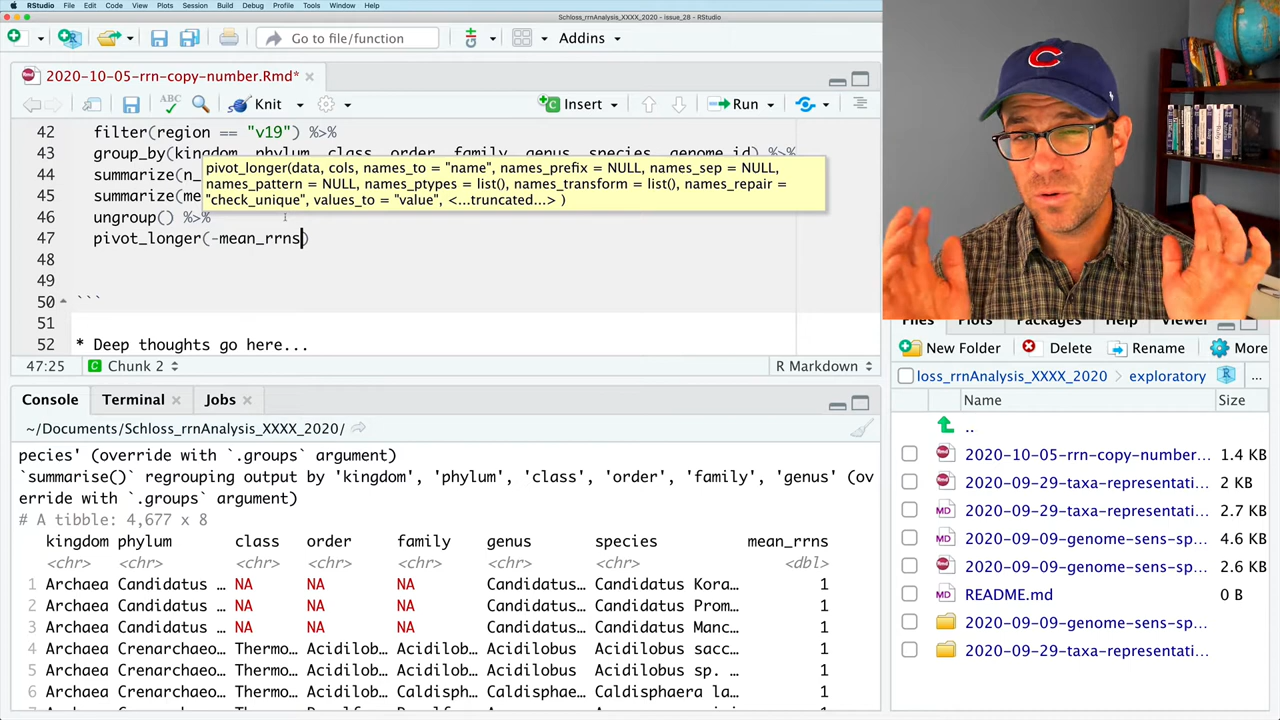 RStudio File Edit Code View Plots Session Build Debug Profile Tools Window Help
Schloss_rrnAnalysis_XXXX_2020 - issue_28 - RStudio
Go to file/function
Addins
2020-10-05-rrn-copy-number.Rmd*
ABC
Knit
Insert
Run
42 filter(region == "v19") %>%
43 group_by(kingdom, phylum, class, order, family, genus, species, genome_id) %>%
44 summarize(n_
45 summarize(me
46 ungroup() %>%
47 pivot_longer(-mean_rrns)
48
49
50 ```
51
52 * Deep thoughts go here...
pivot_longer(data, cols, names_to = "name", names_prefix = NULL, names_sep = NULL,
names_pattern = NULL, names_ptypes = list(), names_transform = list(), names_repair =
"check_unique", values_to = "value", <...truncated...> )
47:25 Chunk 2 R Markdown
Console Terminal Jobs
~/Documents/Schloss_rrnAnalysis_XXXX_2020/
pecies' (override with `.groups` argument)
`summarise()` regrouping output by 'kingdom', 'phylum', 'class', 'order', 'family', 'genus' (ov
erride with `.groups` argument)
# A tibble: 4,677 x 8
kingdom phylum class order family genus species mean_rrns
<chr> <chr> <chr> <chr> <chr> <chr> <chr> <dbl>
1 Archaea Candidatus … NA NA NA Candidatus… Candidatus Kora… 1
2 Archaea Candidatus … NA NA NA Candidatus… Candidatus Prom… 1
3 Archaea Candidatus … NA NA NA Candidatus… Candidatus Manc… 1
4 Archaea Crenarchaeo… Thermo… Acidilob… Acidilob… Acidilobus Acidilobus sacc… 1
5 Archaea Crenarchaeo… Thermo… Acidilob… Acidilob… Acidilobus Acidilobus sp. … 1
6 Archaea Crenarchaeo… Thermo… Acidilob… Caldisph… Caldisphae… Caldisphaera la… 1
C
Files Plots Packages Help Viewer
New Folder Delete Rename More
loss_rrnAnalysis_XXXX_2020 exploratory ...
Name Size
..
2020-10-05-rrn-copy-number... 1.4 KB
2020-09-29-taxa-representati... 2 KB
2020-09-29-taxa-representati... 2.7 KB
2020-09-09-genome-sens-sp... 4.6 KB
2020-09-09-genome-sens-sp... 2.6 KB
README.md 0 B
2020-09-09-genome-sens-sp...
2020-09-29-taxa-representati...